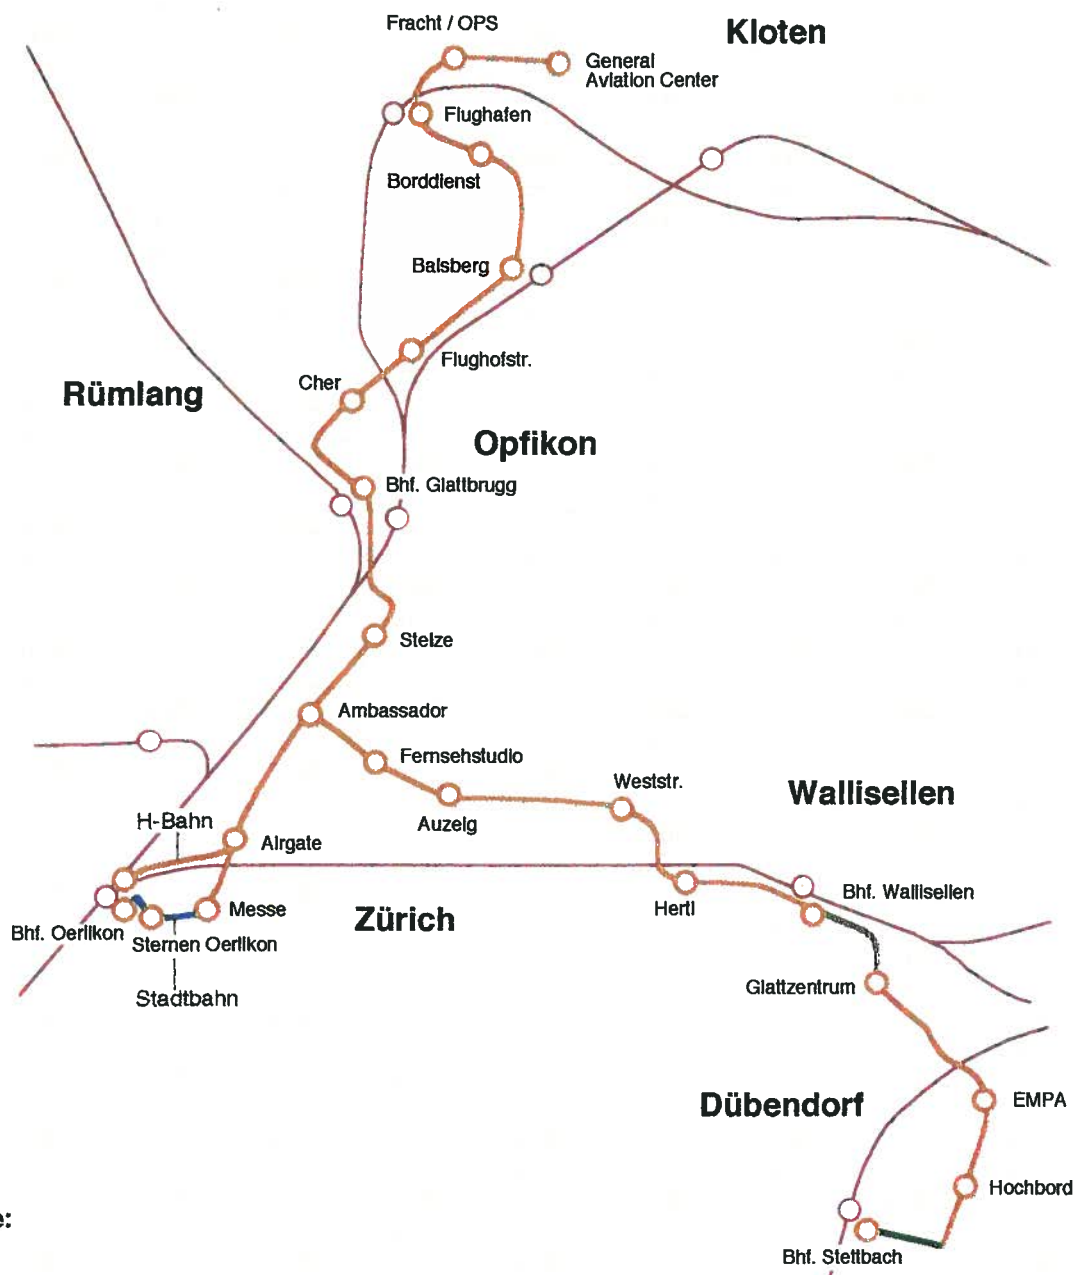 Fracht / OPS
Kloten
General
Aviation Center
Flughafen
Borddienst
Balsberg
Flughofstr.
Cher
Rümlang
Opfikon
Bhf. Glattbrugg
Stelze
Ambassador
Fernsehstudio
Weststr.
Wallisellen
Auzelg
H-Bahn
Airgate
Bhf. Wallisellen
Hertl
Messe
Zürich
Bhf. Oerlikon
Sternen Oerlikon
Glattzentrum
Stadtbahn
Dübendorf
EMPA
Hochbord
e:
Bhf. Stettbach